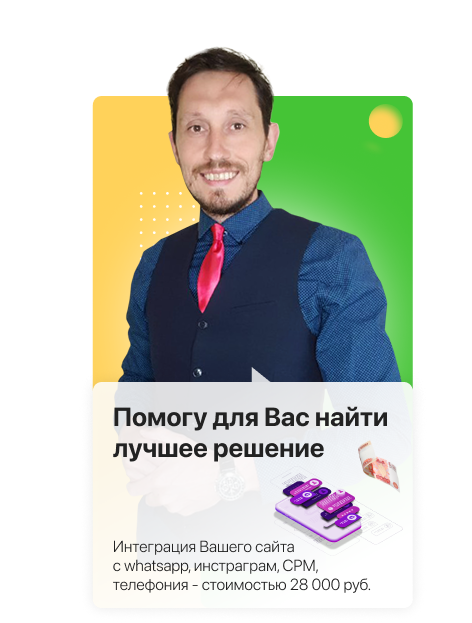 Помогу для Вас найти
лучшее решение
Интеграция Вашего сайта
с whatsapp, инстраграм, СРМ,
телефония - стоимостью 28 000 руб.